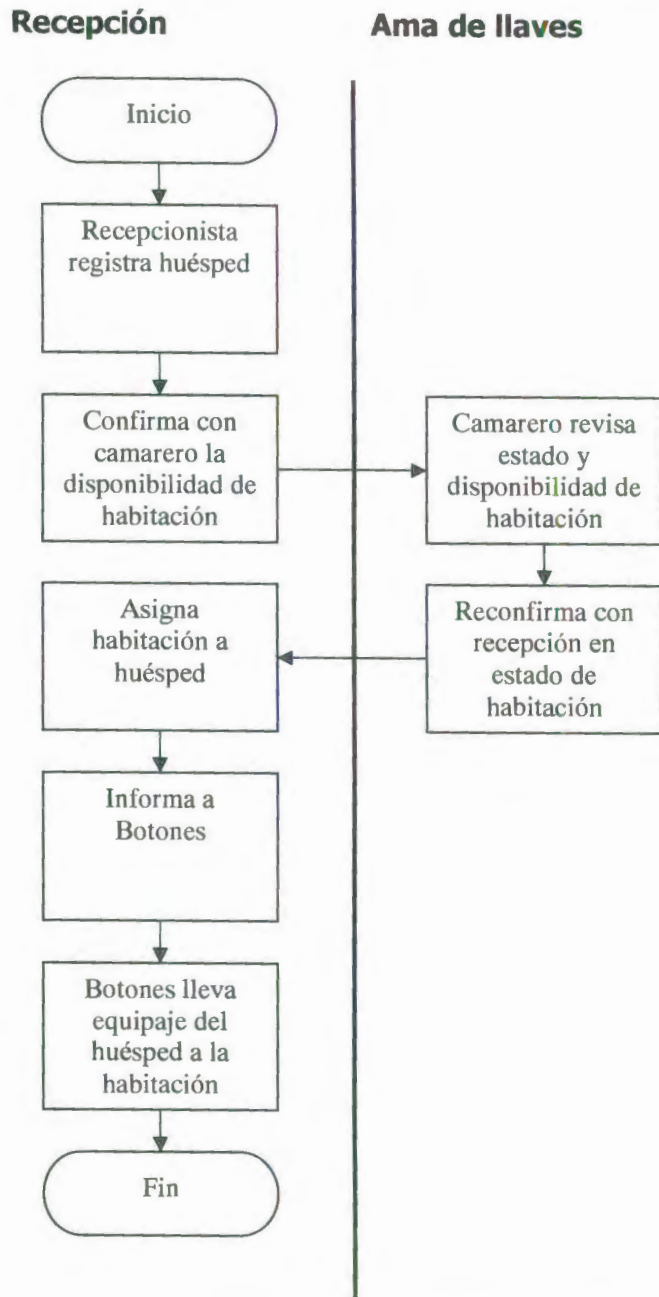 Recepción
Ama de llaves
Inicio
Recepcionista
registra huésped
Confirma con
camarero la
disponibilidad de
habitación
Camarero revisa
estado y
disponibilidad de
habitación
Reconfirma con
recepción en
estado de
habitación
Asigna
habitación a
huésped
Informa a
Botones
Botones lleva
equipaje del
huésped a la
habitación
Fin